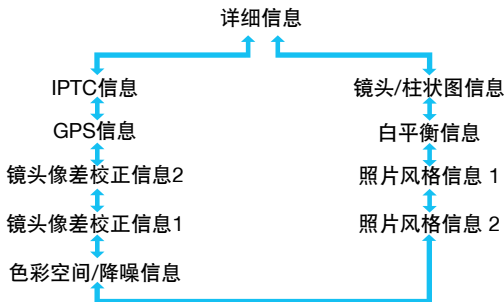 详细信息
IPTC信息
镜头/柱状图信息
GPS信息
白平衡信息
镜头像差校正信息2
照片风格信息 1
镜头像差校正信息1
照片风格信息 2
色彩空间/降噪信息